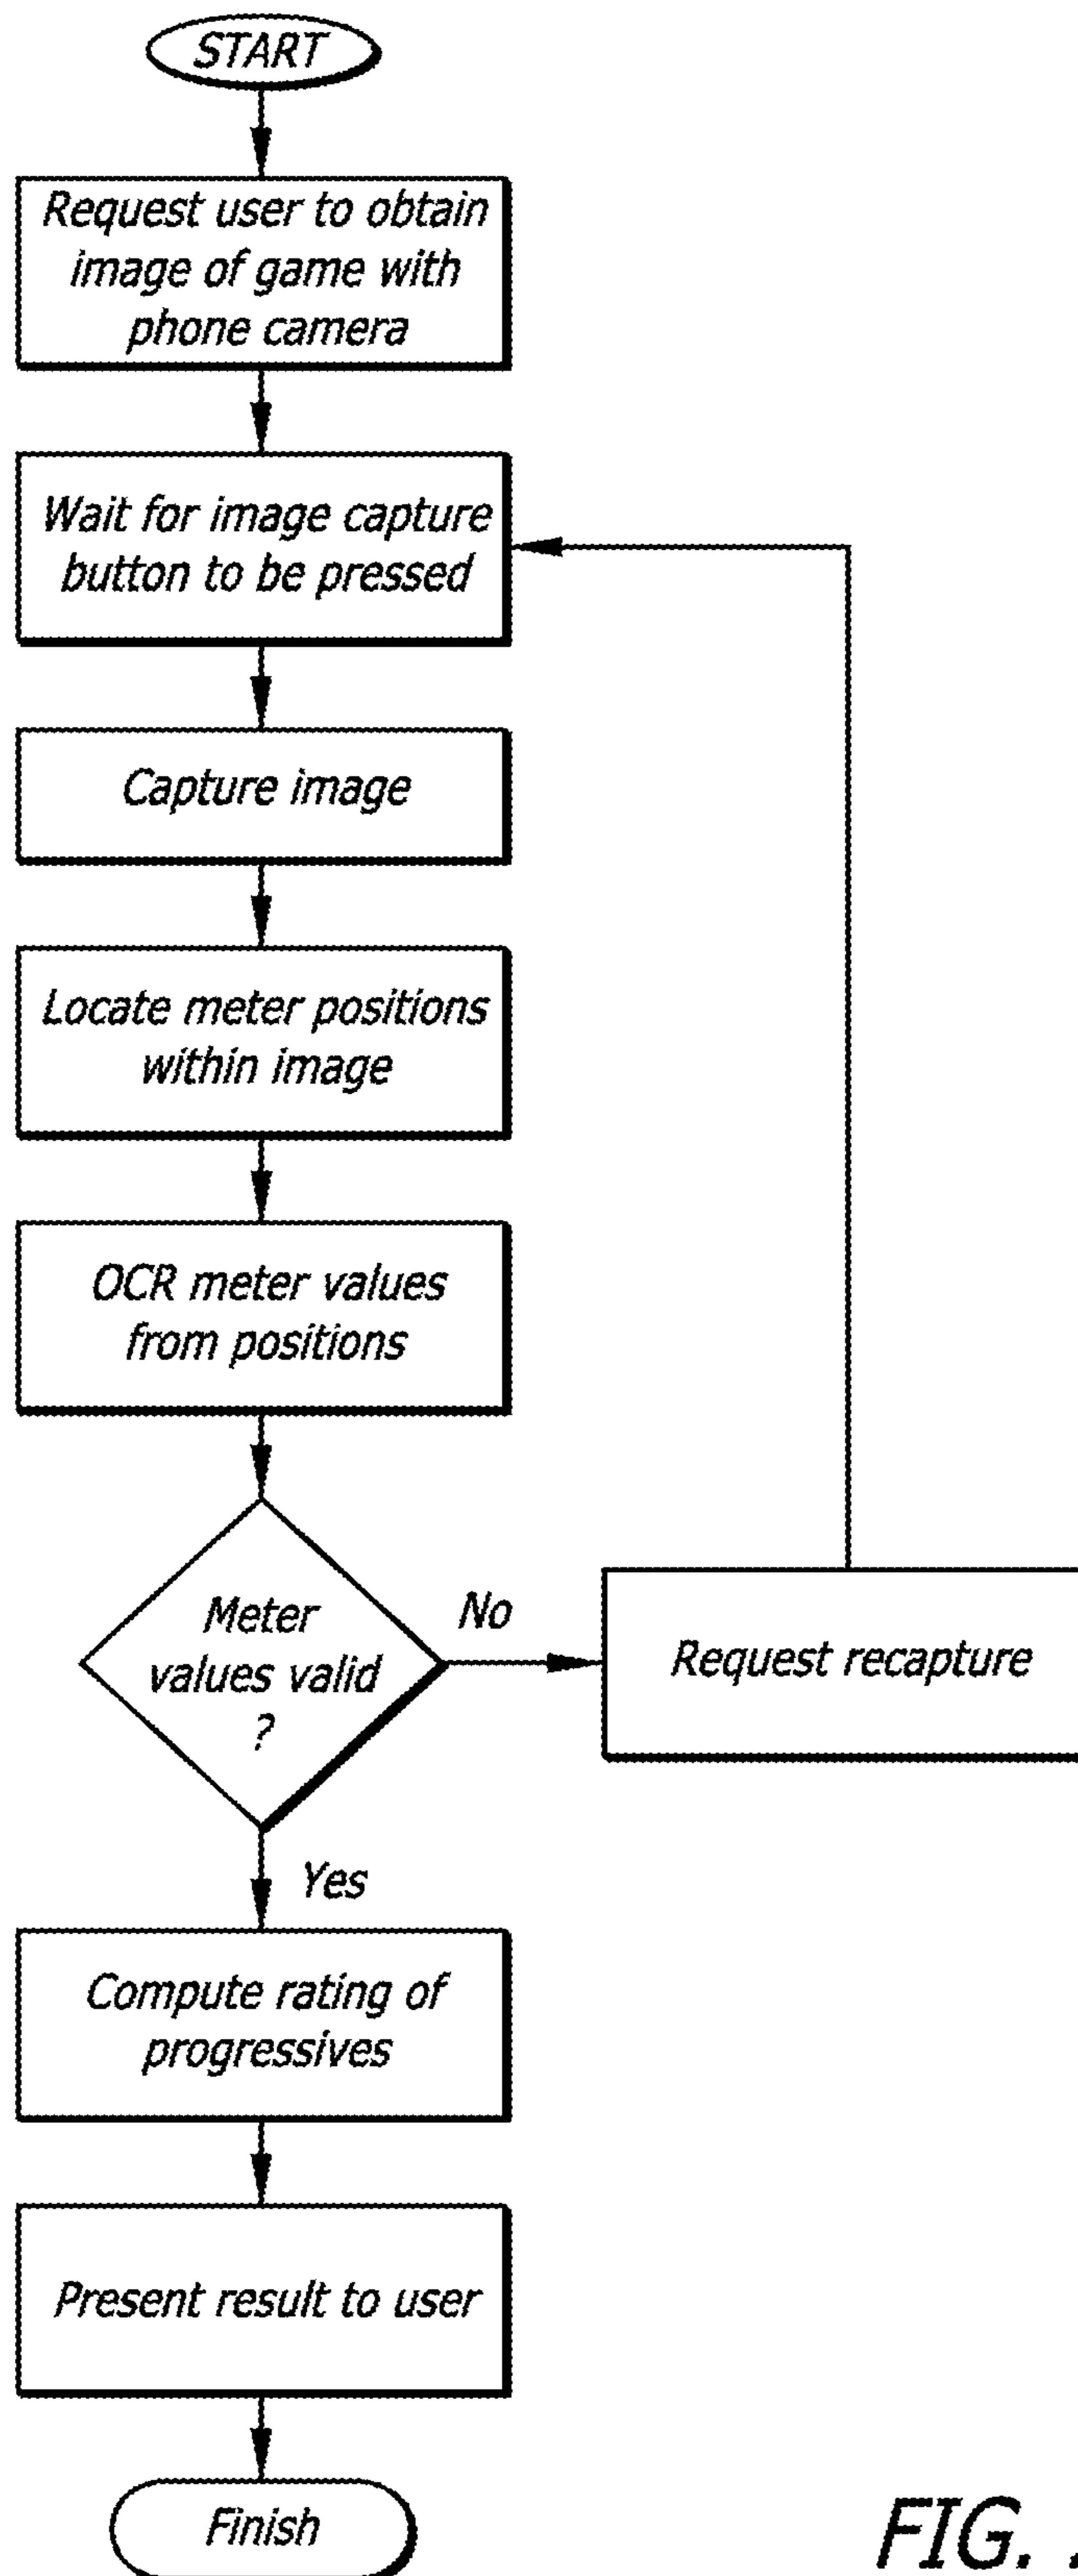 START
Request user to obtain
image of game with
phone camera
Wait for image capture
button to be pressed
Capture image
Locate meter positions
within image
OCR meter values
from positions
Meter
values valid
?
No
Request recapture
Yes
Compute rating of
progressives
Present result to user
Finish
FIG.